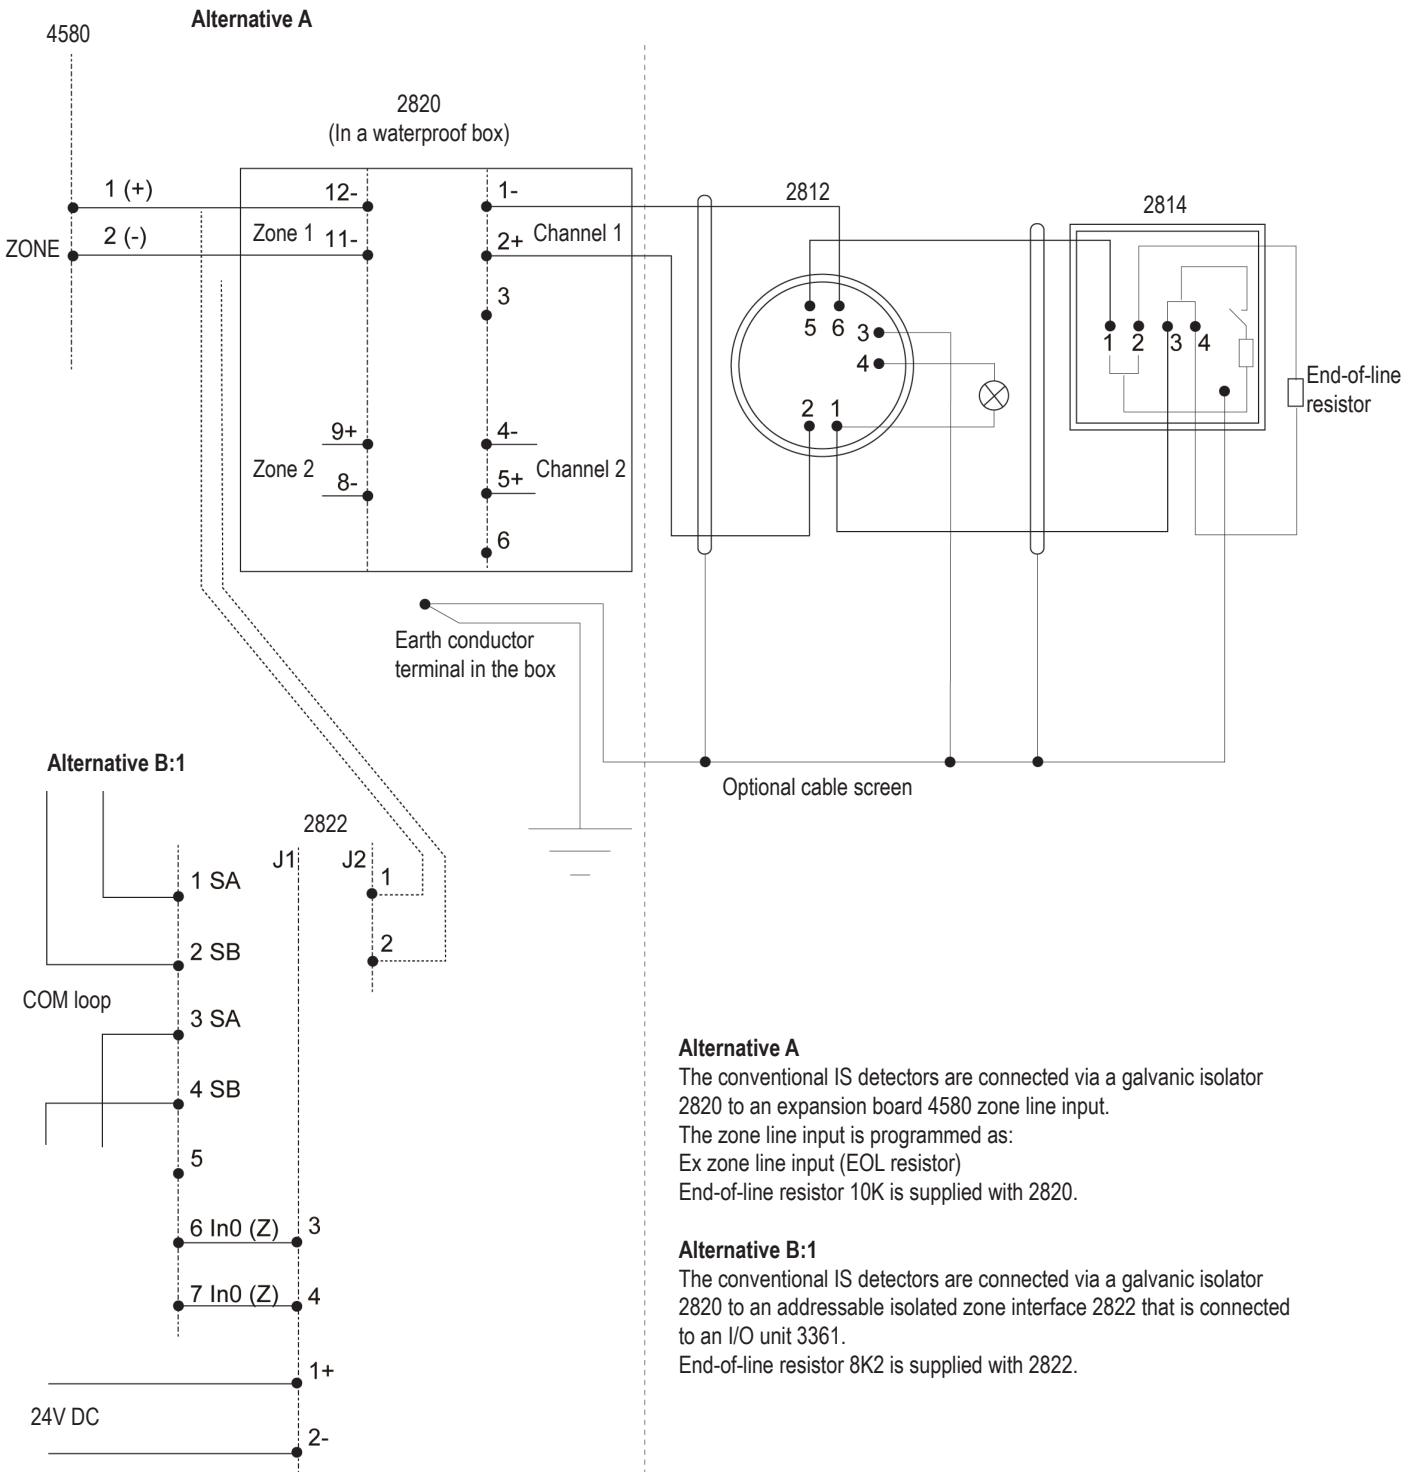 Alternative A
4580
2820
(In a waterproof box)
1 (+)
2 (-)
ZONE
12-
Zone 1 11-
1-
2+ Channel 1
3
9+
Zone 2
8-
4-
5+ Channel 2
6
2812
5 6 3
4
2 1
2814
1 2 3 4
End-of-line
resistor
Earth conductor
terminal in the box
Optional cable screen
Alternative B:1
2822
J1
J2
1
2
1 SA
2 SB
COM loop
3 SA
4 SB
5
6 In0 (Z) 3
7 In0 (Z) 4
1+
24V DC
2-
Alternative A
The conventional IS detectors are connected via a galvanic isolator
2820 to an expansion board 4580 zone line input.
The zone line input is programmed as:
Ex zone line input (EOL resistor)
End-of-line resistor 10K is supplied with 2820.
Alternative B:1
The conventional IS detectors are connected via a galvanic isolator
2820 to an addressable isolated zone interface 2822 that is connected
to an I/O unit 3361.
End-of-line resistor 8K2 is supplied with 2822.